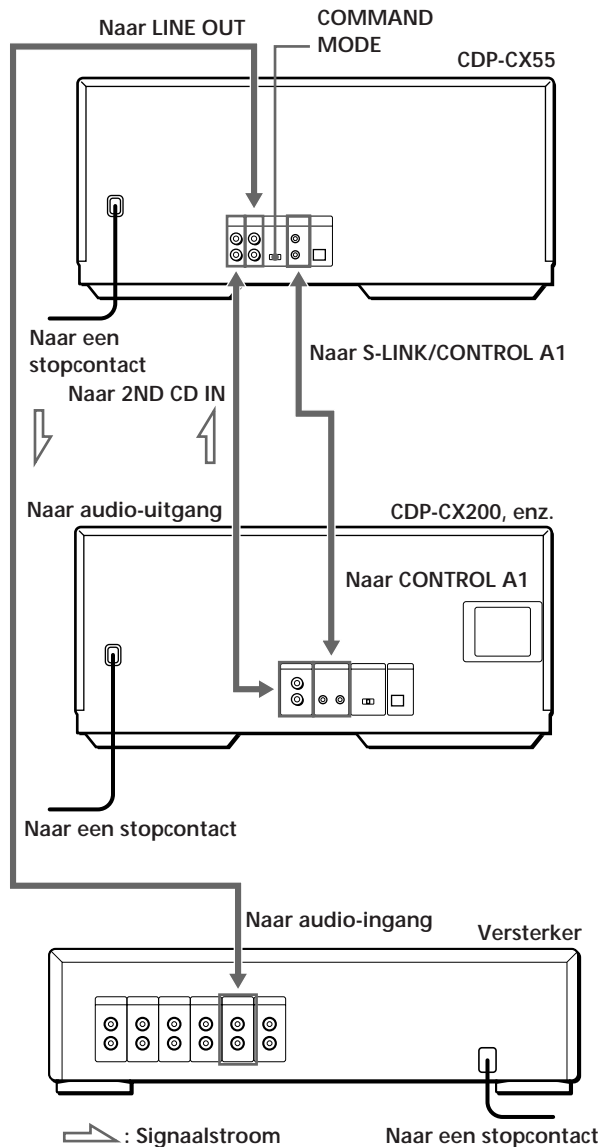 Naar LINE OUT
COMMAND
MODE
CDP-CX55
Naar een
stopcontact
Naar S-LINK/CONTROL A1
Naar 2ND CD IN
Naar audio-uitgang
CDP-CX200, enz.
Naar CONTROL A1
Naar een stopcontact
Naar audio-ingang
Versterker
: Signaalstroom
Naar een stopcontact